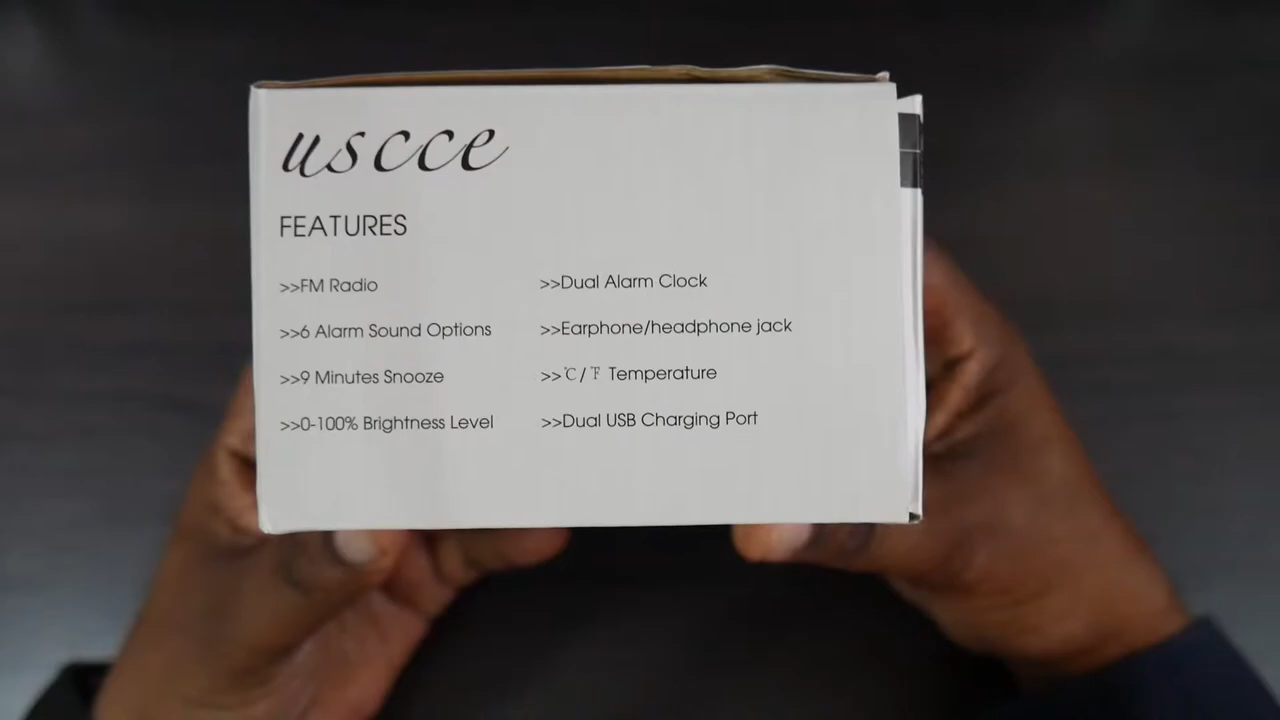 uscce
FEATURES
>>FM Radio
>>6 Alarm Sound Options
>>9 Minutes Snooze
>>0-100% Brightness Level
>>Dual Alarm Clock
>>Earphone/headphone jack
>>℃/℉ Temperature
>>Dual USB Charging Port